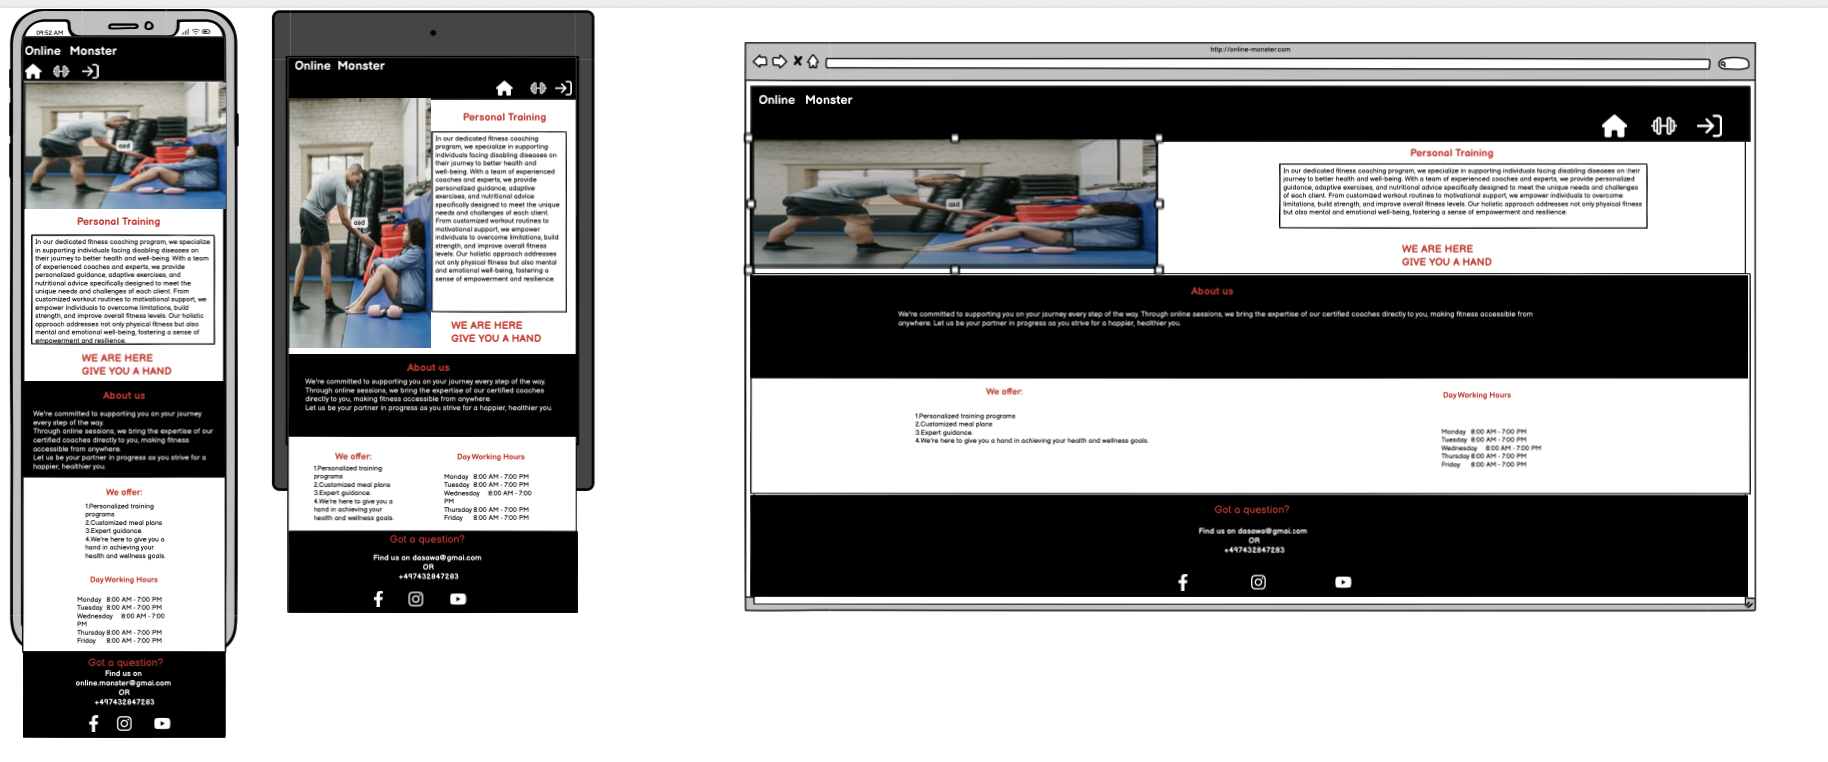 09:52 AM
Online Monster
asd
Personal Training
In our dedicated fitness coaching program, we specialize
in supporting individuals facing disabling diseases on
their journey to better health and well-being. With a team
of experienced coaches and experts, we provide
personalized guidance, adaptive exercises, and
nutritional advice specifically designed to meet the
unique needs and challenges of each client. From
customized workout routines to motivational support, we
empower individuals to overcome limitations, build
strength, and improve overall fitness levels. Our holistic
approach addresses not only physical fitness but also
mental and emotional well-being, fostering a sense of
empowerment and resilience.
WE ARE HERE
GIVE YOU A HAND
About us
We're committed to supporting you on your journey
every step of the way.
Through online sessions, we bring the expertise of our
certified coaches directly to you, making fitness
accessible from anywhere.
Let us be your partner in progress as you strive for a
happier, healthier you.
We offer:
1.Personalized training
programs
2.Customized meal plans
3.Expert guidance.
4.We're here to give you a
hand in achieving your
health and wellness goals.
Day Working Hours
Monday 8:00 AM - 7:00 PM
Tuesday 8:00 AM - 7:00 PM
Wednesday 8:00 AM - 7:00
PM
Thursday 8:00 AM - 7:00 PM
Friday 8:00 AM - 7:00 PM
Got a question?
Find us on
online.monster@gmai.com
OR
+497432847283
Online Monster
asd
Personal Training
In our dedicated fitness coaching
program, we specialize in supporting
individuals facing disabling diseases on
their journey to better health and
well-being. With a team of experienced
coaches and experts, we provide
personalized guidance, adaptive
exercises, and nutritional advice
specifically designed to meet the unique
needs and challenges of each client.
From customized workout routines to
motivational support, we empower
individuals to overcome limitations, build
strength, and improve overall fitness
levels. Our holistic approach addresses
not only physical fitness but also mental
and emotional well-being, fostering a
sense of empowerment and resilience.
WE ARE HERE
GIVE YOU A HAND
About us
We're committed to supporting you on your journey every step of the way.
Through online sessions, we bring the expertise of our certified coaches
directly to you, making fitness accessible from anywhere.
Let us be your partner in progress as you strive for a happier, healthier you.
We offer:
1.Personalized training
programs
2.Customized meal plans
3.Expert guidance.
4.We're here to give you a
hand in achieving your
health and wellness goals.
Day Working Hours
Monday 8:00 AM - 7:00 PM
Tuesday 8:00 AM - 7:00 PM
Wednesday 8:00 AM - 7:00
PM
Thursday 8:00 AM - 7:00 PM
Friday 8:00 AM - 7:00 PM
Got a question?
Find us on dasawa@gmai.com
OR
+497432847283
http://online-monster.com
Online Monster
asd
Personal Training
In our dedicated fitness coaching program, we specialize in supporting individuals facing disabling diseases on their
journey to better health and well-being. With a team of experienced coaches and experts, we provide personalized
guidance, adaptive exercises, and nutritional advice specifically designed to meet the unique needs and challenges
of each client. From customized workout routines to motivational support, we empower individuals to overcome
limitations, build strength, and improve overall fitness levels. Our holistic approach addresses not only physical fitness
but also mental and emotional well-being, fostering a sense of empowerment and resilience.
WE ARE HERE
GIVE YOU A HAND
About us
We're committed to supporting you on your journey every step of the way. Through online sessions, we bring the expertise of our certified coaches directly to you, making fitness accessible from
anywhere. Let us be your partner in progress as you strive for a happier, healthier you.
We offer:
1.Personalized training programs
2.Customized meal plans
3.Expert guidance.
4.We're here to give you a hand in achieving your health and wellness goals.
Day Working Hours
Monday 8:00 AM - 7:00 PM
Tuesday 8:00 AM - 7:00 PM
Wednesday 8:00 AM - 7:00 PM
Thursday 8:00 AM - 7:00 PM
Friday 8:00 AM - 7:00 PM
Got a question?
Find us on dasawa@gmai.com
OR
+497432847283